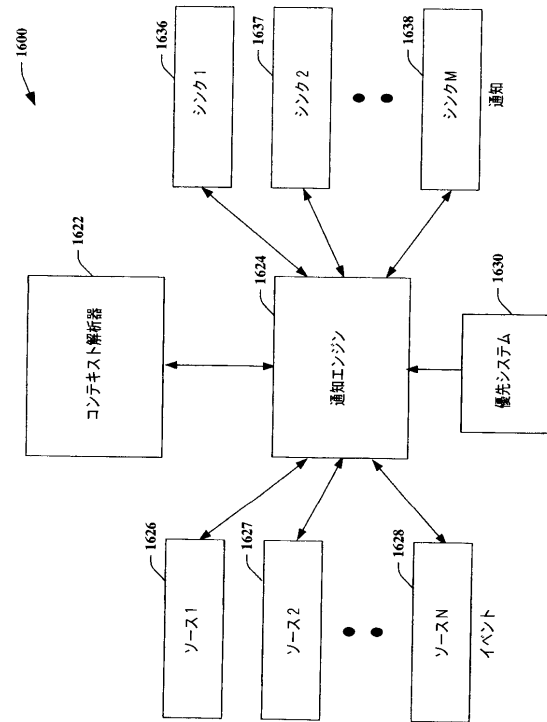 1600
1622
コンテキスト解析器
1626
ソース1
1627
ソース2
1628
ソースN
イベント
1624
通知エンジン
1630
優先システム
1636
シンク1
1637
シンク2
1638
シンクM
通知